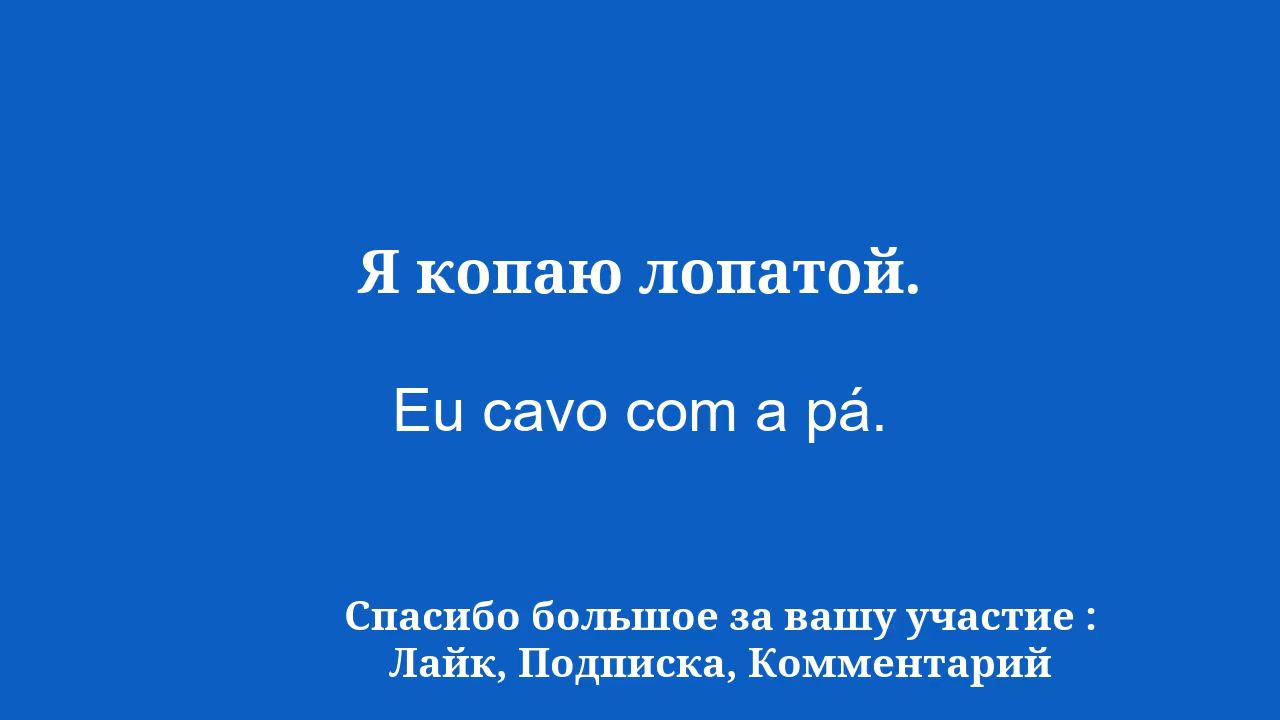 Я копаю лопатой.
Eu cavo com a pá.
Спасибо большое за вашу участие :
Лайк, Подписка, Комментарий